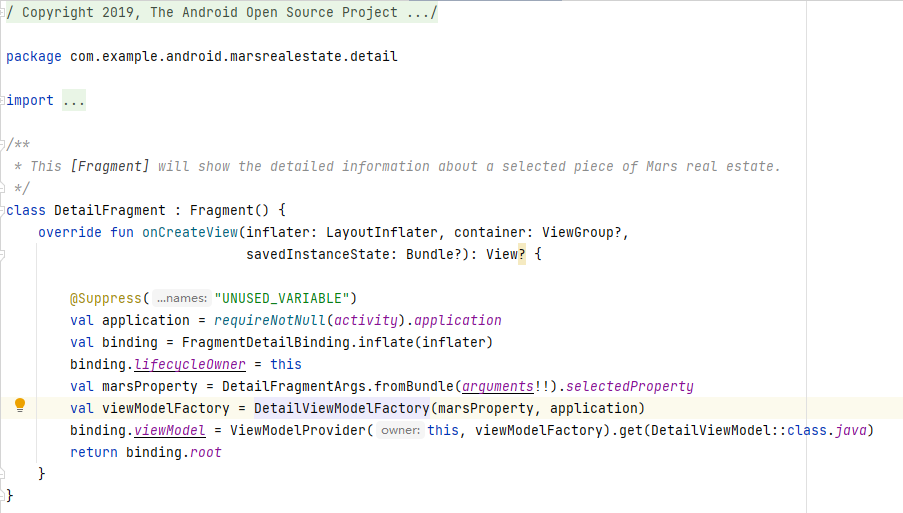 / Copyright 2019, The Android Open Source Project .../
package com.example.android.marsrealestate.detail
import ...
/**
 * This [Fragment] will show the detailed information about a selected piece of Mars real estate.
 */
class DetailFragment : Fragment() {
    override fun onCreateView(inflater: LayoutInflater, container: ViewGroup?,
                              savedInstanceState: Bundle?): View? {
        @Suppress( ...names: "UNUSED_VARIABLE")
        val application = requireNotNull(activity).application
        val binding = FragmentDetailBinding.inflate(inflater)
        binding.lifecycleOwner = this
        val marsProperty = DetailFragmentArgs.fromBundle(arguments!!).selectedProperty
        val viewModelFactory = DetailViewModelFactory(marsProperty, application)
        binding.viewModel = ViewModelProvider( owner: this, viewModelFactory).get(DetailViewModel::class.java)
        return binding.root
    }
}